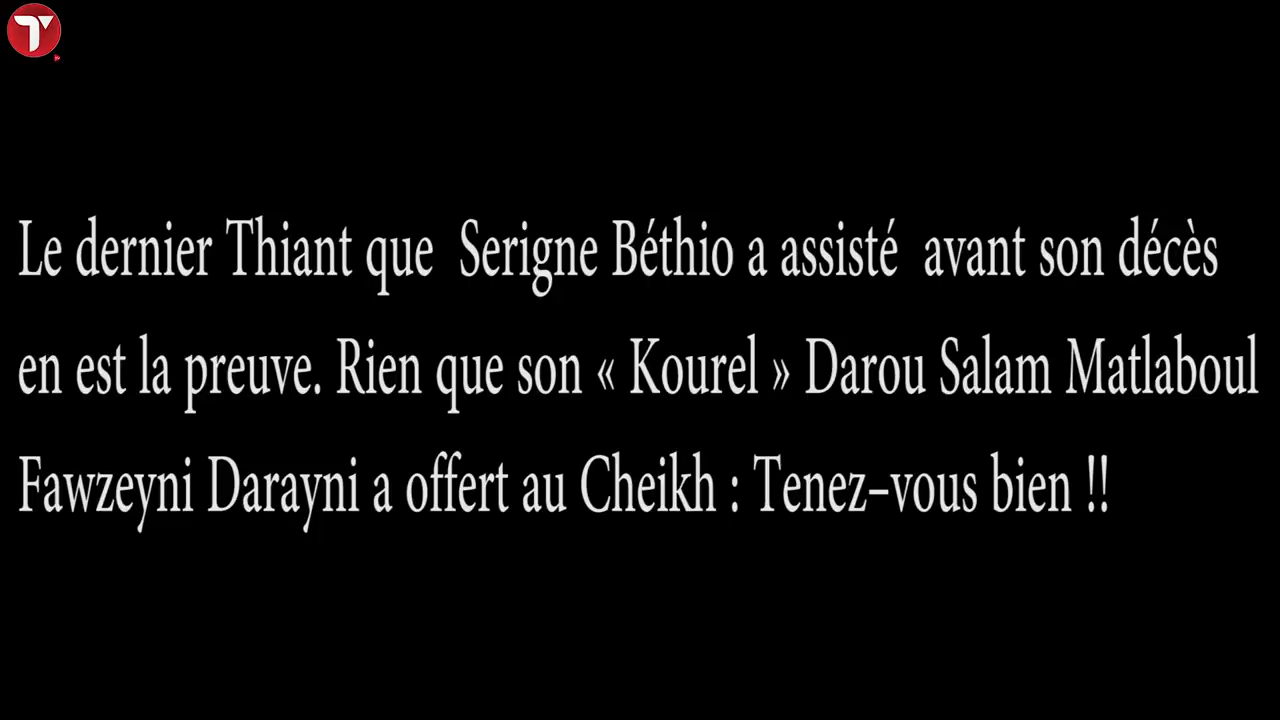 Le dernier Thiant que Serigne Béthio a assisté avant son décès
en est la preuve. Rien que son « Kourel » Darou Salam Matlaboul
Fawzeyni Darayni a offert au Cheikh : Tenez-vous bien !!